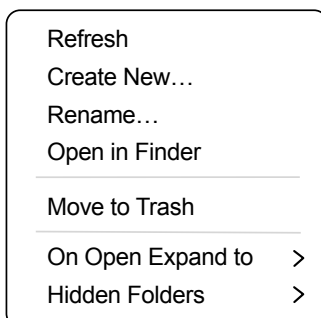 Refresh
Create New…
Rename…
Open in Finder
Move to Trash
On Open Expand to >
Hidden Folders >